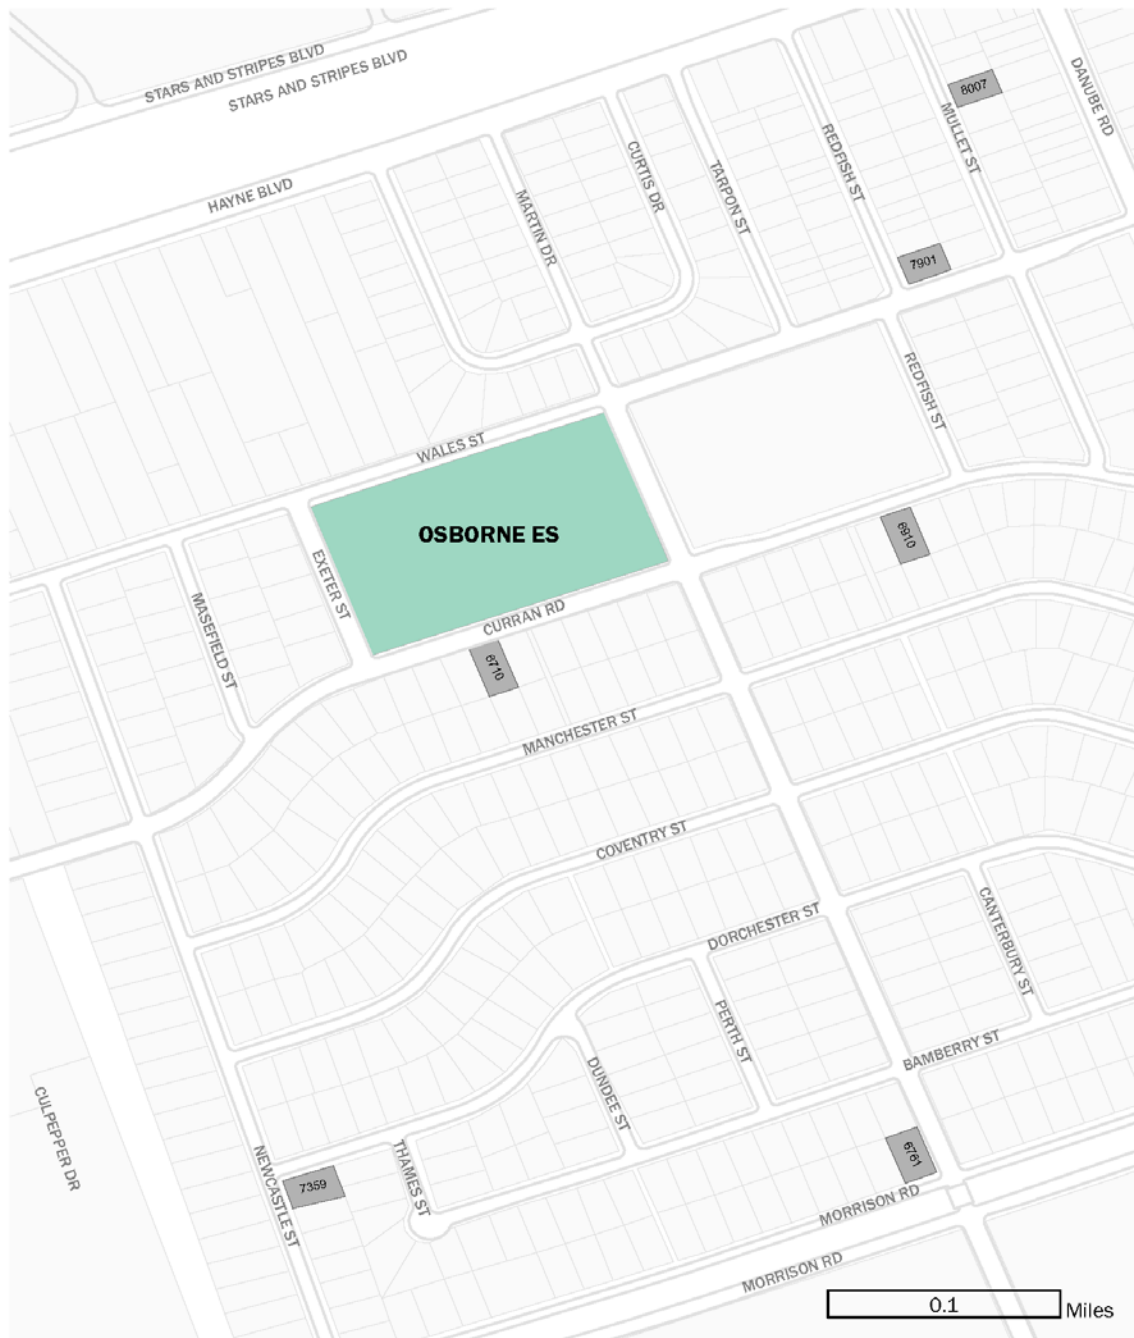 STARS AND STRIPES BLVD
STARS AND STRIPES BLVD
DANUBE RD
8007
MULLET ST
REDFISH ST
CURTIS DR
TARPON ST
HAYNE BLVD
MARTIN DR
7901
REDFISH ST
WALES ST
OSBORNE ES
6910
EXETER ST
MASEFIELD ST
CURRAN RD
6710
MANCHESTER ST
COVENTRY ST
DORCHESTER ST
CANTERBURY ST
PERTH ST
BAMBERRY ST
DUNDEE ST
CULPEPPER DR
NEWCASTLE ST
THAMES ST
6761
7359
MORRISON RD
MORRISON RD
0.1 Miles